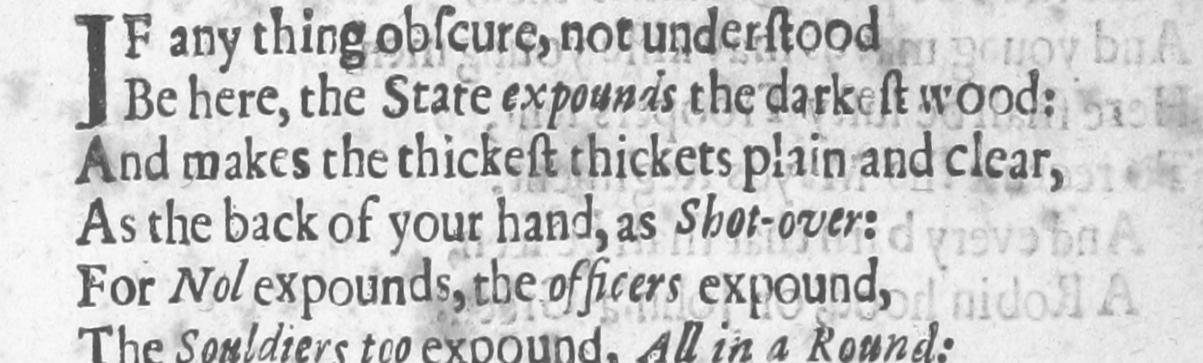 IF any thing obſcure, not underſtood
Be here, the State expounds the darkeſt wood:
And makes the thickeſt thickets plain and clear,
As the back of your hand, as Shot-over:
For Nol expounds, the officers expound,
The Souldiers too expound, All in a Round: